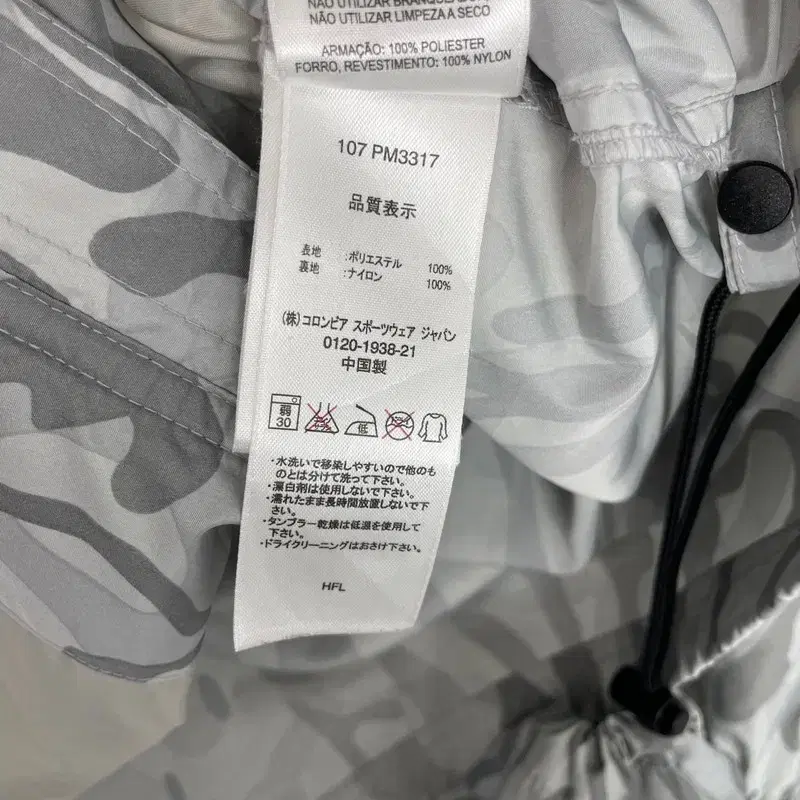 NÃO UTILIZAR LIMPEZA A SECO
ARMAÇÃO: 100% POLIESTER
FORRO, REVESTIMENTO: 100% NYLON
107 PM3317
品質表示
表地 :ポリエステル 100%
裏地 :ナイロン 100%
(株)コロンビア スポーツウェア ジャパン
0120-1938-21
中国製
弱
30
低
・水洗いで移染しやすいので他のも
のとは分けて洗って下さい。
・漂白剤は使用しないで下さい。
・濡れたまま長時間放置しないで下
さい。
・タンブラー乾燥は低温を使用して
下さい。
・ドライクリーニングはおさけ下さい。
HFL